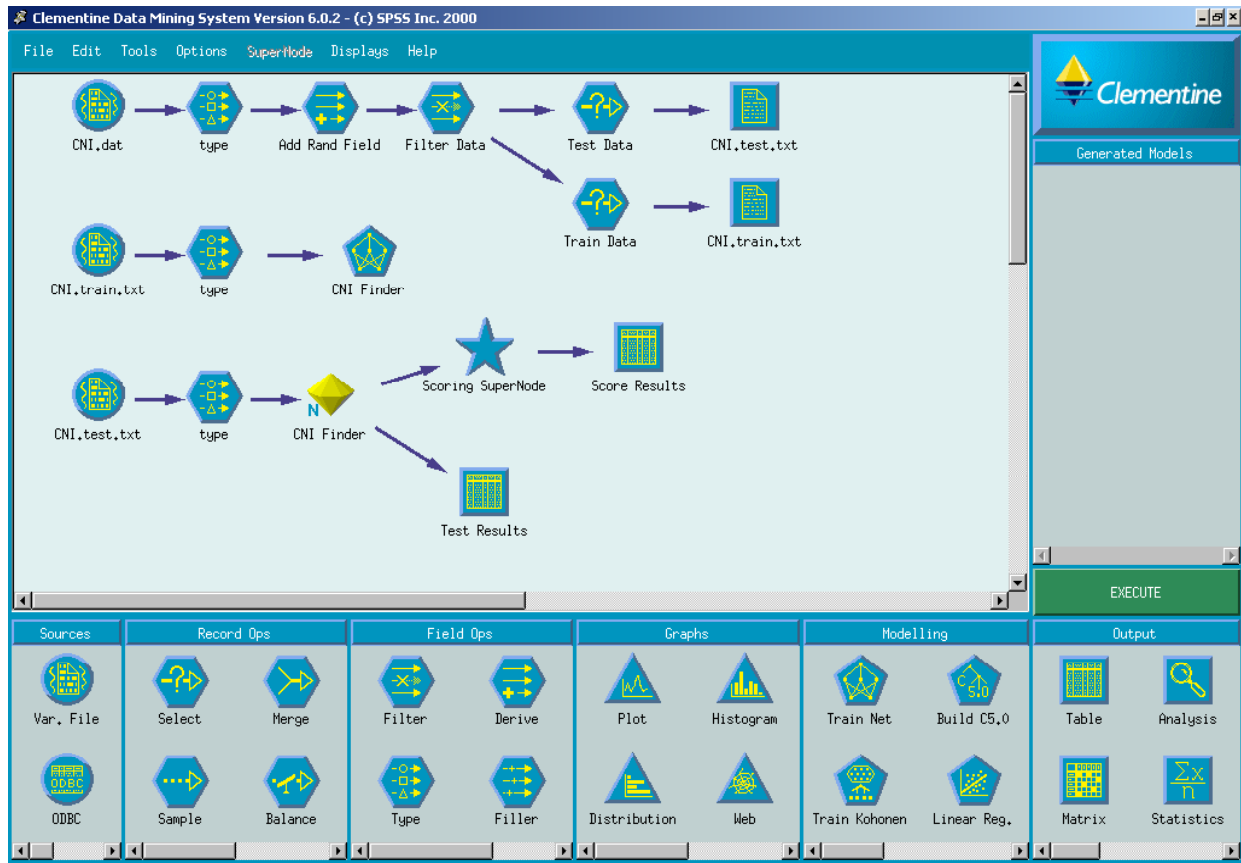 Clementine Data Mining System Version 6.0.2 - (c) SPSS Inc. 2000
File Edit Tools Options SuperNode Displays Help
Clementine
CNI.dat type Add Rand Field Filter Data Test Data CNI.test.txt
Generated Models
Train Data CNI.train.txt
CNI.train.txt type CNI Finder
Scoring SuperNode Score Results
N
CNI.test.txt type CNI Finder
Test Results
EXECUTE
Sources Record Ops Field Ops Graphs Modelling Output
C5.0
Var. File Select Merge Filter Derive Plot Histogram Train Net Build C5.0 Table Analysis
ODBC
Σx
n
ODBC Sample Balance Type Filler Distribution Web Train Kohonen Linear Reg. Matrix Statistics